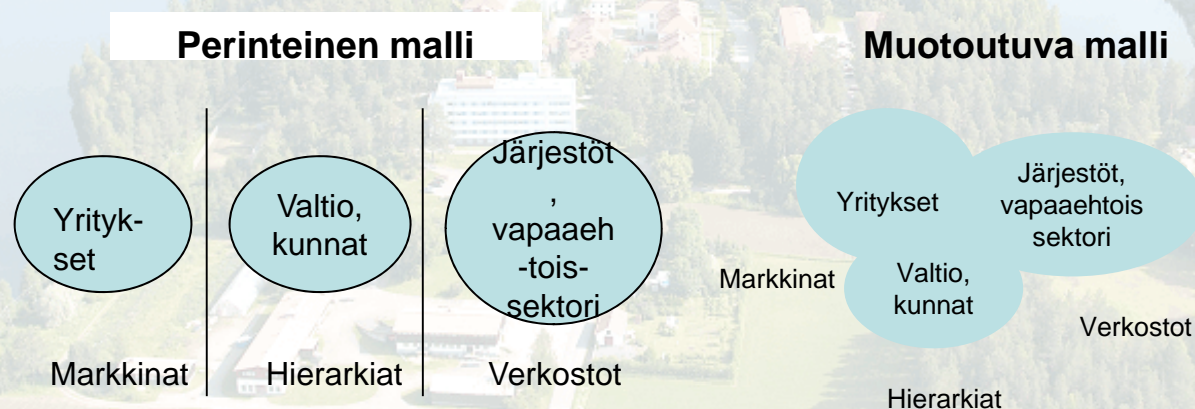 Perinteinen malli
Yrityk-
set
Markkinat
Valtio,
kunnat
Hierarkiat
Järjestöt
,
vapaaeh
-tois-
sektori
Verkostot
Muotoutuva malli
Yritykset
Järjestöt,
vapaaehtois
sektori
Valtio,
kunnat
Markkinat
Verkostot
Hierarkiat